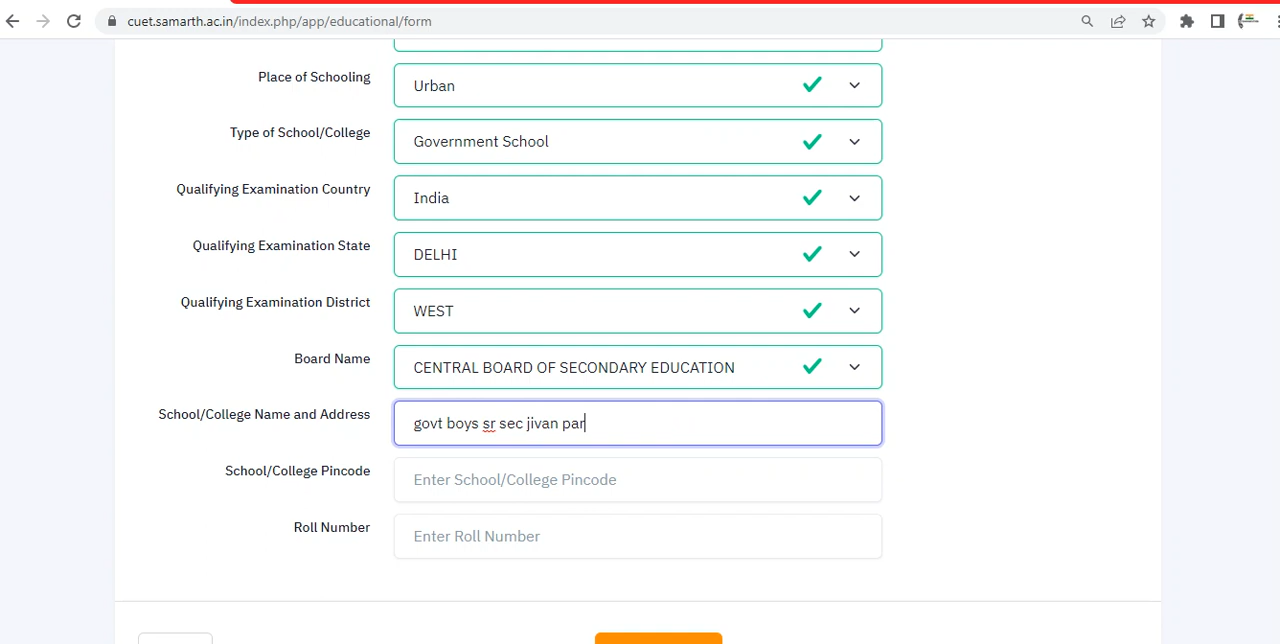 cuet.samarth.ac.in/index.php/app/educational/form
Place of Schooling
Urban
Type of School/College
Government School
Qualifying Examination Country
India
Qualifying Examination State
DELHI
Qualifying Examination District
WEST
Board Name
CENTRAL BOARD OF SECONDARY EDUCATION
School/College Name and Address
govt boys sr sec jivan par
School/College Pincode
Enter School/College Pincode
Roll Number
Enter Roll Number